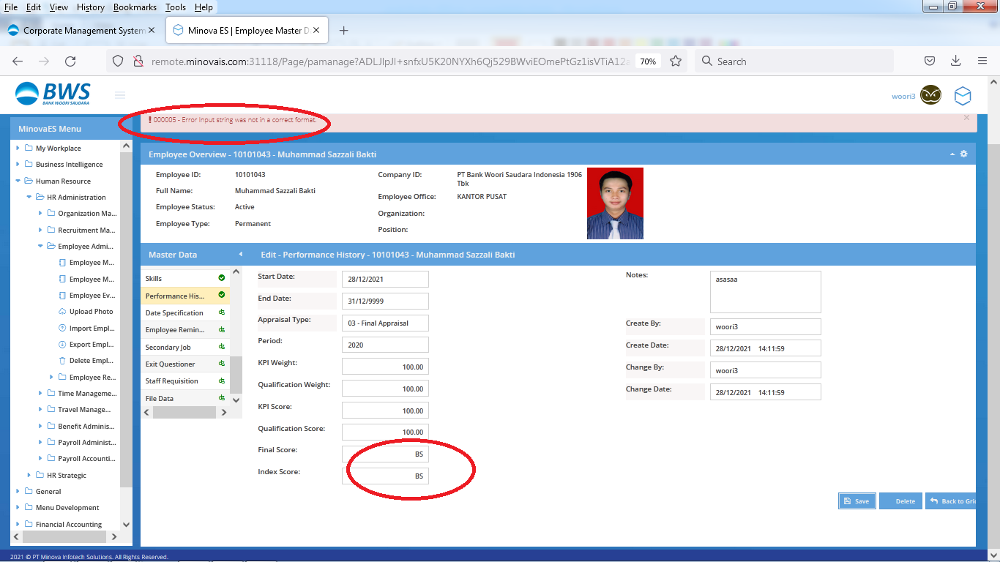 File Edit View History Bookmarks Tools Help
Corporate Management System
Minova ES | Employee Master D
remote.minovais.com:31118/Page/pamanage?ADLJlpJI+snfxU5K20NYXh6Qj529BWviEOmePtGz1isVTiA12a
70%
Search
BWS
BANK WOORI SAUDARA
woori3
! 000005 - Error Input string was not in a correct format.
MinovaES Menu
My Workplace
Business Intelligence
Human Resource
HR Administration
Organization Ma...
Recruitment Ma...
Employee Admi...
Employee M...
Employee M...
Employee Ev...
Upload Photo
Import Empl...
Export Empl...
Delete Empl...
Employee Re...
Time Manageme...
Travel Manage...
Benefit Adminis...
Payroll Administ...
Payroll Accounti...
HR Strategic
General
Menu Development
Financial Accounting
Employee Overview - 10101043 - Muhammad Sazzali Bakti
Employee ID: 10101043
Full Name: Muhammad Sazzali Bakti
Employee Status: Active
Employee Type: Permanent
Company ID: PT Bank Woori Saudara Indonesia 1906
Tbk
Employee Office: KANTOR PUSAT
Organization:
Position:
Master Data
Skills
Performance His...
Date Specification
Employee Remin...
Secondary Job
Exit Questioner
Staff Requisition
File Data
Edit - Performance History - 10101043 - Muhammad Sazzali Bakti
Start Date: 28/12/2021
End Date: 31/12/9999
Appraisal Type: 03 - Final Appraisal
Period: 2020
KPI Weight: 100.00
Qualification Weight: 100.00
KPI Score: 100.00
Qualification Score: 100.00
Final Score: BS
Index Score: BS
Notes: asasaa
Create By: woori3
Create Date: 28/12/2021 14:11:59
Change By: woori3
Change Date: 28/12/2021 14:11:59
Save Delete Back to Gri
2021 © PT Minova Infotech Solutions. All Rights Reserved.